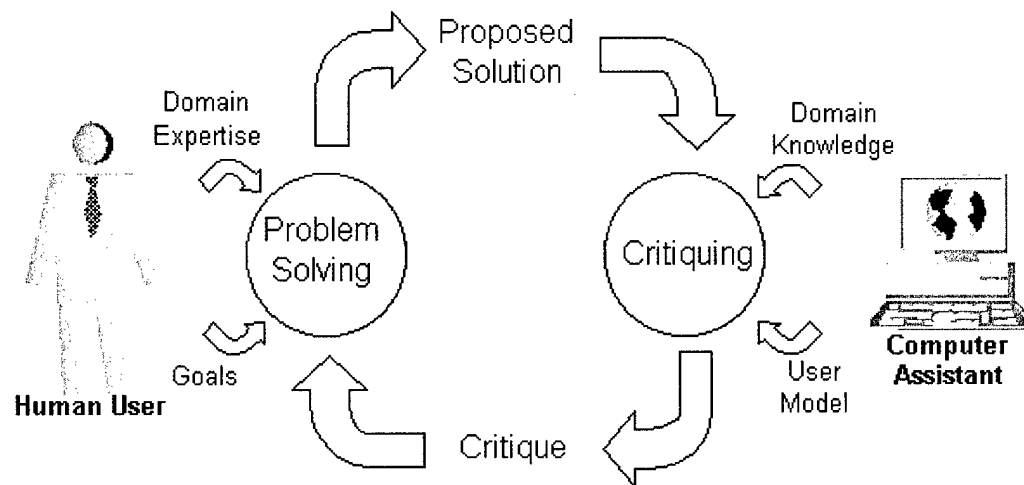 Proposed
Solution
Domain
Expertise
Domain
Knowledge
Problem
Solving
Critiquing
Goals
Human User
User
Model
Computer
Assistant
Critique